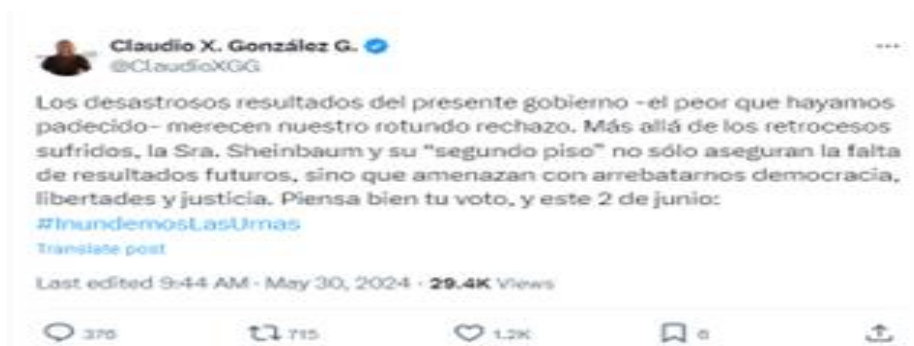 Claudio X. González G.
@ClaudioXGG
Los desastrosos resultados del presente gobierno -el peor que hayamos
padecido- merecen nuestro rotundo rechazo. Más allá de los retrocesos
sufridos, la Sra. Sheinbaum y su "segundo piso" no sólo aseguran la falta
de resultados futuros, sino que amenazan con arrebatarnos democracia,
libertades y justicia. Piensa bien tu voto, y este 2 de junio:
#InundemosLasUrnas
Translate post
Last edited 9:44 AM · May 30, 2024 · 29.4K Views
376 715 1.2K 6